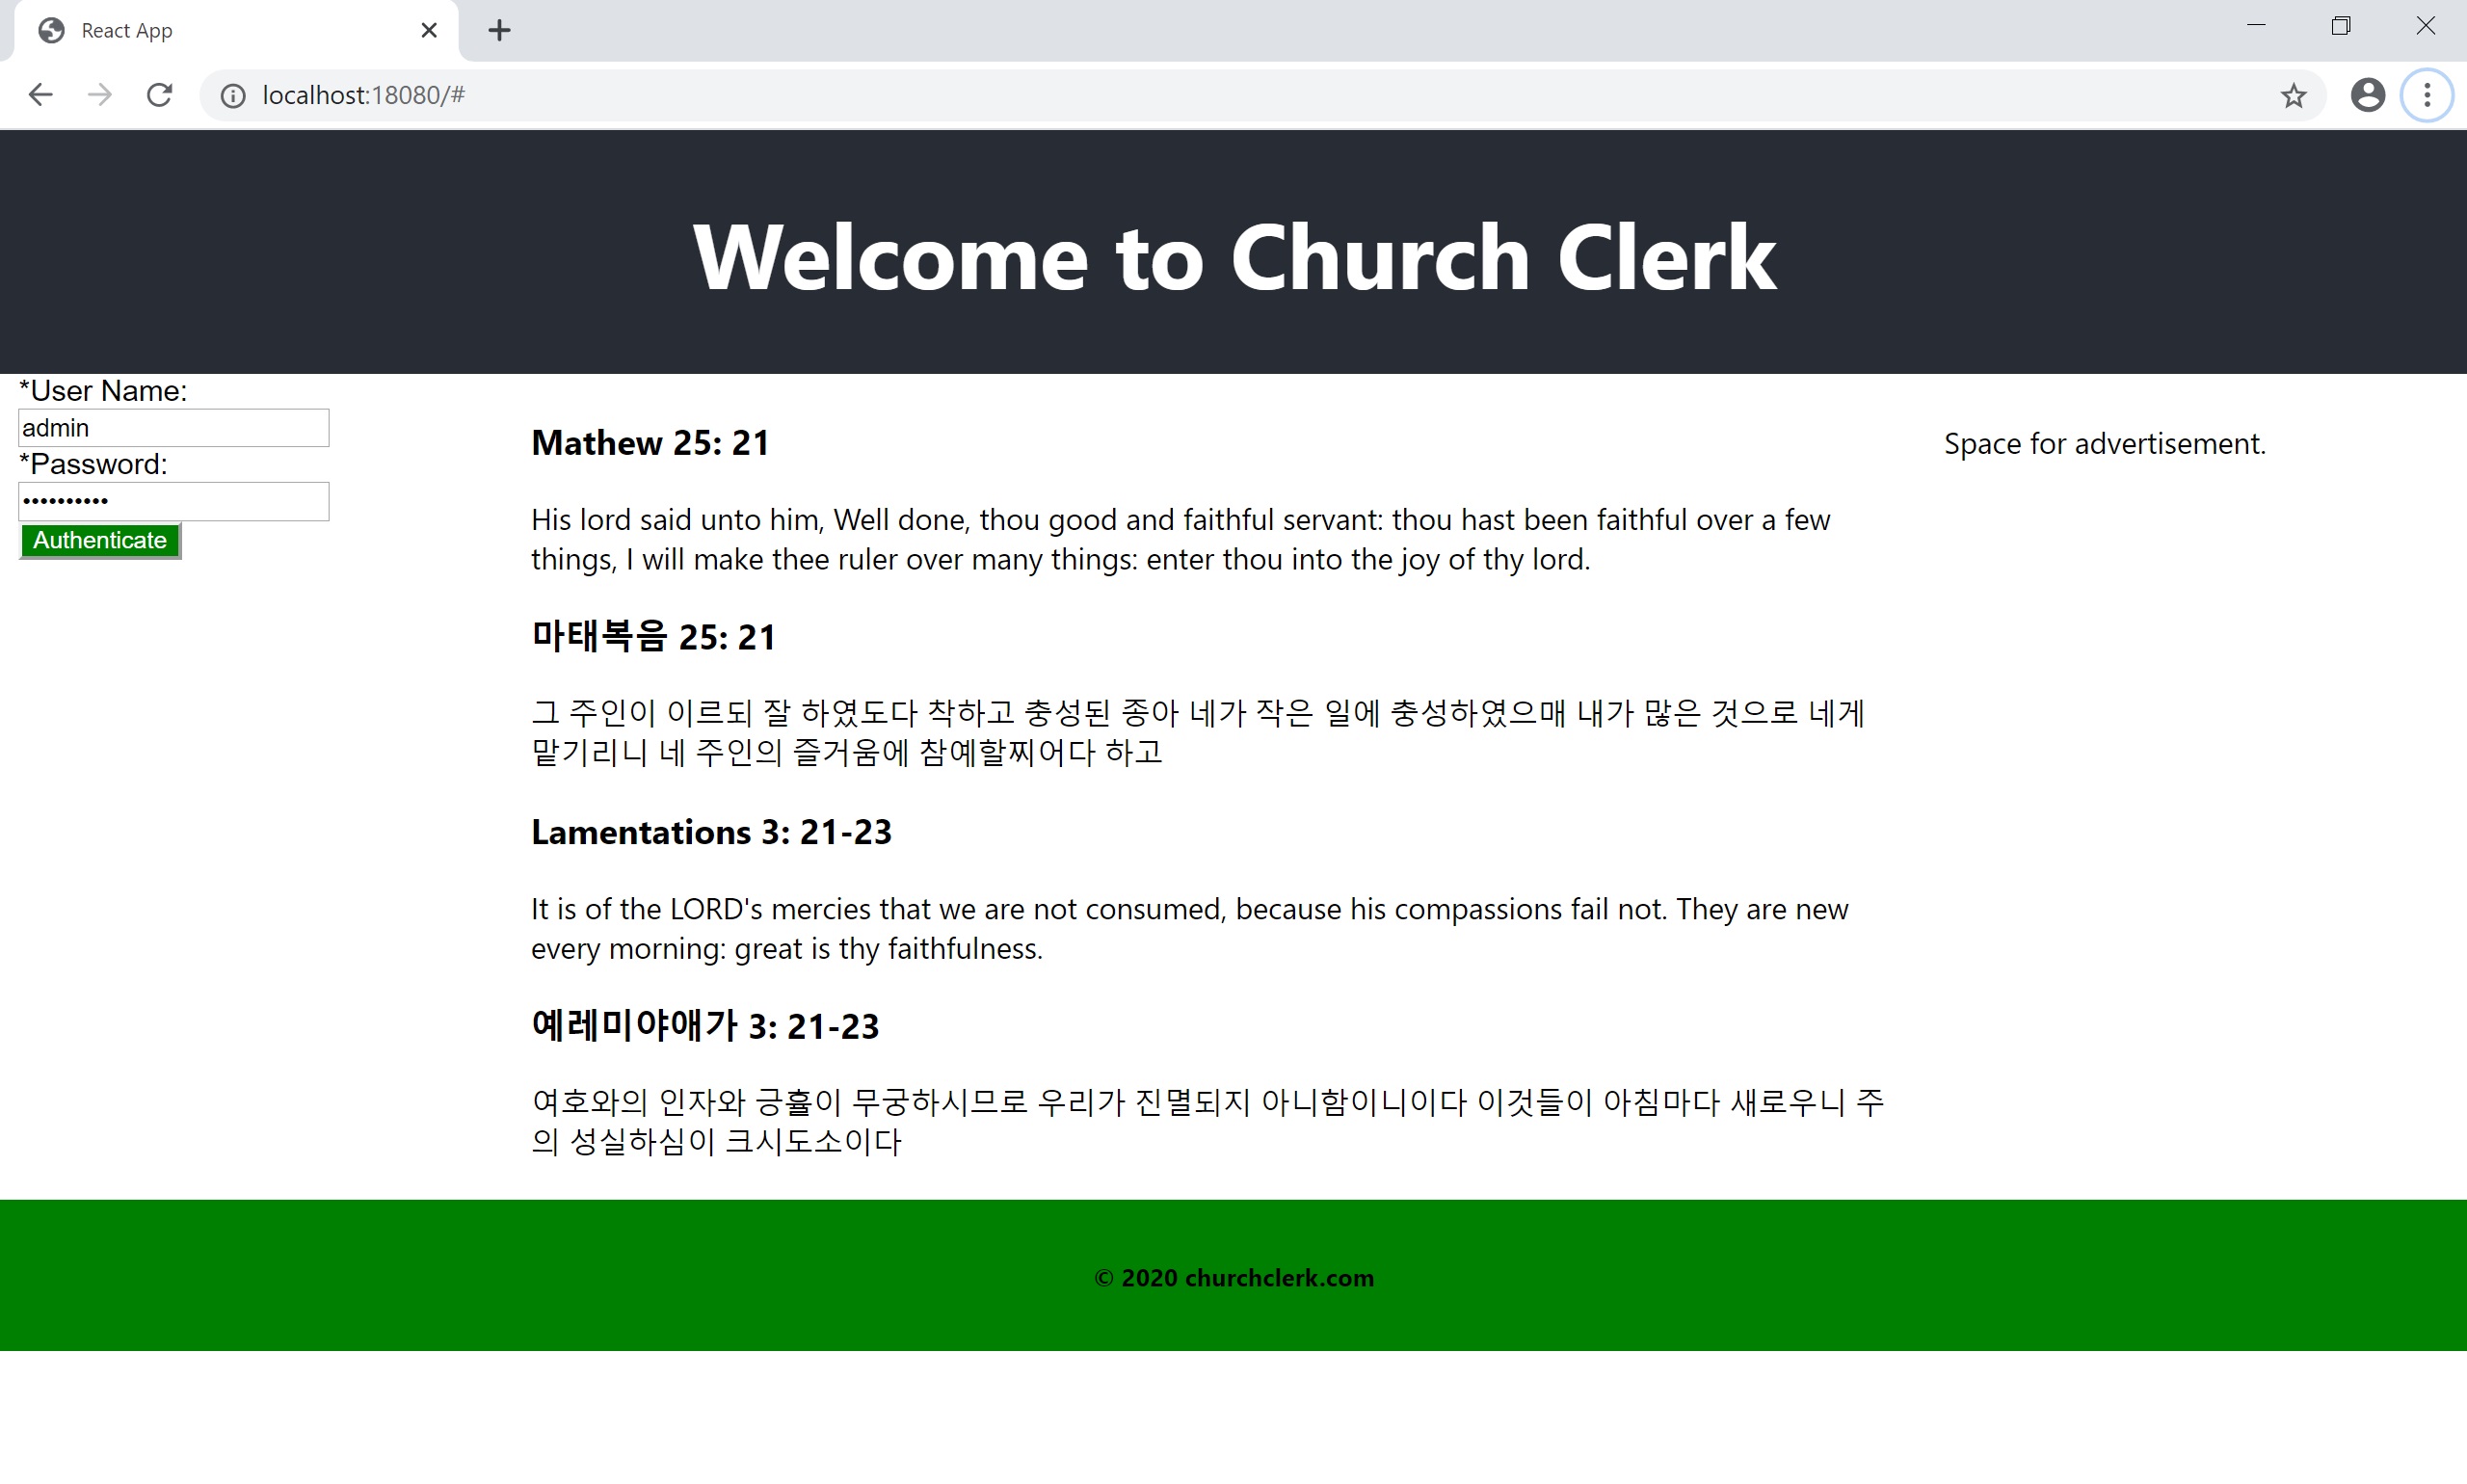 React App
localhost:18080/#
Welcome to Church Clerk
*User Name:
admin
*Password:
••••••••••
Authenticate
Mathew 25: 21
His lord said unto him, Well done, thou good and faithful servant: thou hast been faithful over a few
things, I will make thee ruler over many things: enter thou into the joy of thy lord.
마태복음 25: 21
그 주인이 이르되 잘 하였도다 착하고 충성된 종아 네가 작은 일에 충성하였으매 내가 많은 것으로 네게
맡기리니 네 주인의 즐거움에 참예할찌어다 하고
Lamentations 3: 21-23
It is of the LORD's mercies that we are not consumed, because his compassions fail not. They are new
every morning: great is thy faithfulness.
예레미야애가 3: 21-23
여호와의 인자와 긍휼이 무궁하시므로 우리가 진멸되지 아니함이니이다 이것들이 아침마다 새로우니 주
의 성실하심이 크시도소이다
Space for advertisement.
© 2020 churchclerk.com